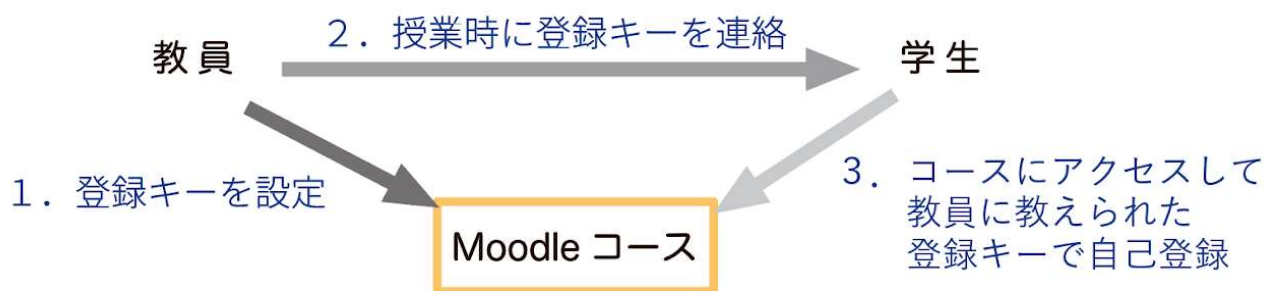 ２．授業時に登録キーを連絡
教員
学生
１．登録キーを設定
３．コースにアクセスして
教員に教えられた
登録キーで自己登録
Moodle コース